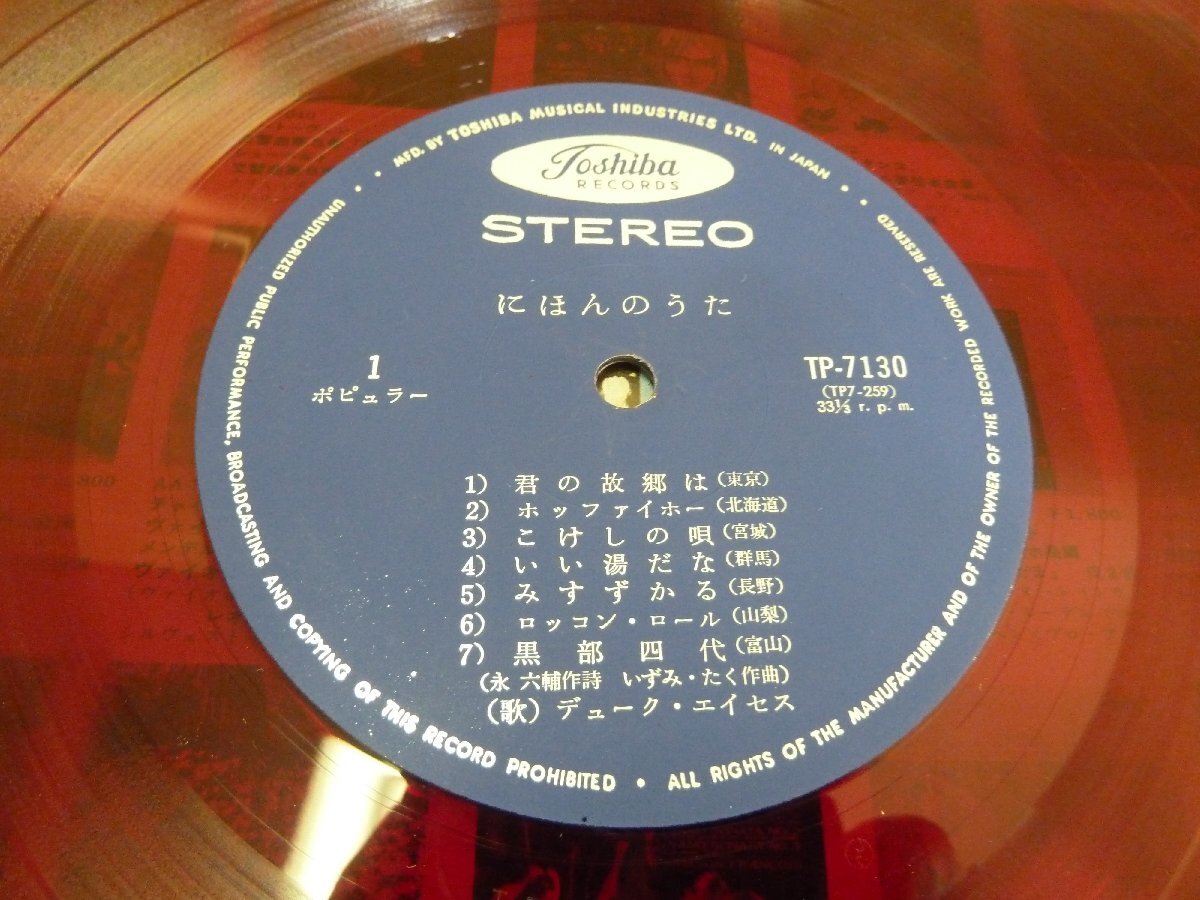 MFD. BY TOSHIBA MUSICAL INDUSTRIES LTD. IN JAPAN
Toshiba
RECORDS
STEREO
にほんのうた
1
ポピュラー
TP-7130
(TP7-259)
33⅓ r. p. m.
1) 君の故郷は(東京)
2) ホッファイホー(北海道)
3) こけしの唄(宮城)
4) いい湯だな(群馬)
5) みすずかる(長野)
6) ロッコン・ロール(山梨)
7) 黒部四代(富山)
(永 六輔作詩 いずみ・たく作曲)
(歌)デューク・エイセス
ALL RIGHTS OF THE MANUFACTURER AND OF THE OWNER OF THE RECORDED WORK ARE RESERVED
UNAUTHORIZED PUBLIC PERFORMANCE, BROADCASTING AND COPYING OF THIS RECORD PROHIBITED